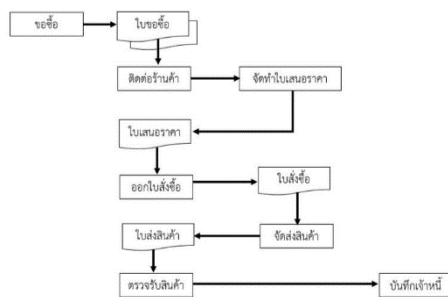 ขอซื้อ
ใบขอซื้อ
ติดต่อร้านค้า
จัดทำใบเสนอราคา
ใบเสนอราคา
ออกใบสั่งซื้อ
ใบสั่งซื้อ
ใบส่งสินค้า
จัดส่งสินค้า
ตรวจรับสินค้า
บันทึกเจ้าหนี้